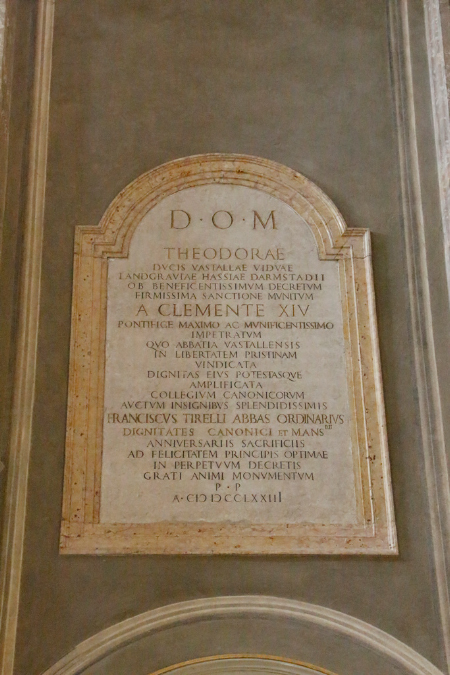 D·O·M
THEODORAE
DVCIS VASTALLAE VIDVAE
LANDGRAVIAE HASSIAE DARMSTADII
OB BENEFICENTISSIMVM DECRETVM
FIRMISSIMA SANCTIONE MVNITVM
A CLEMENTE XIV
PONTIFICE MAXIMO AC MVNIFICENTISSIMO
IMPETRATVM
QVO ABBATIA VASTALLENSIS
IN LIBERTATEM PRISTINAM
VINDICATA
DIGNITAS EIVS POTESTASQVE
AMPLIFICATA
COLLEGIVM CANONICORVM
AVCTVM INSIGNIBVS SPLENDIDISSIMIS
FRANCISCVS TIRELLI ABBAS ORDINARIVS
DIGNITATES CANONICI ET MANS
ANNIVERSARIIS SACRIFICIIS
AD FELICITATEM PRINCIPIS OPTIMAE
IN PERPETVVM DECRETIS
GRATI ANIMI MONVMENTVM
P·P